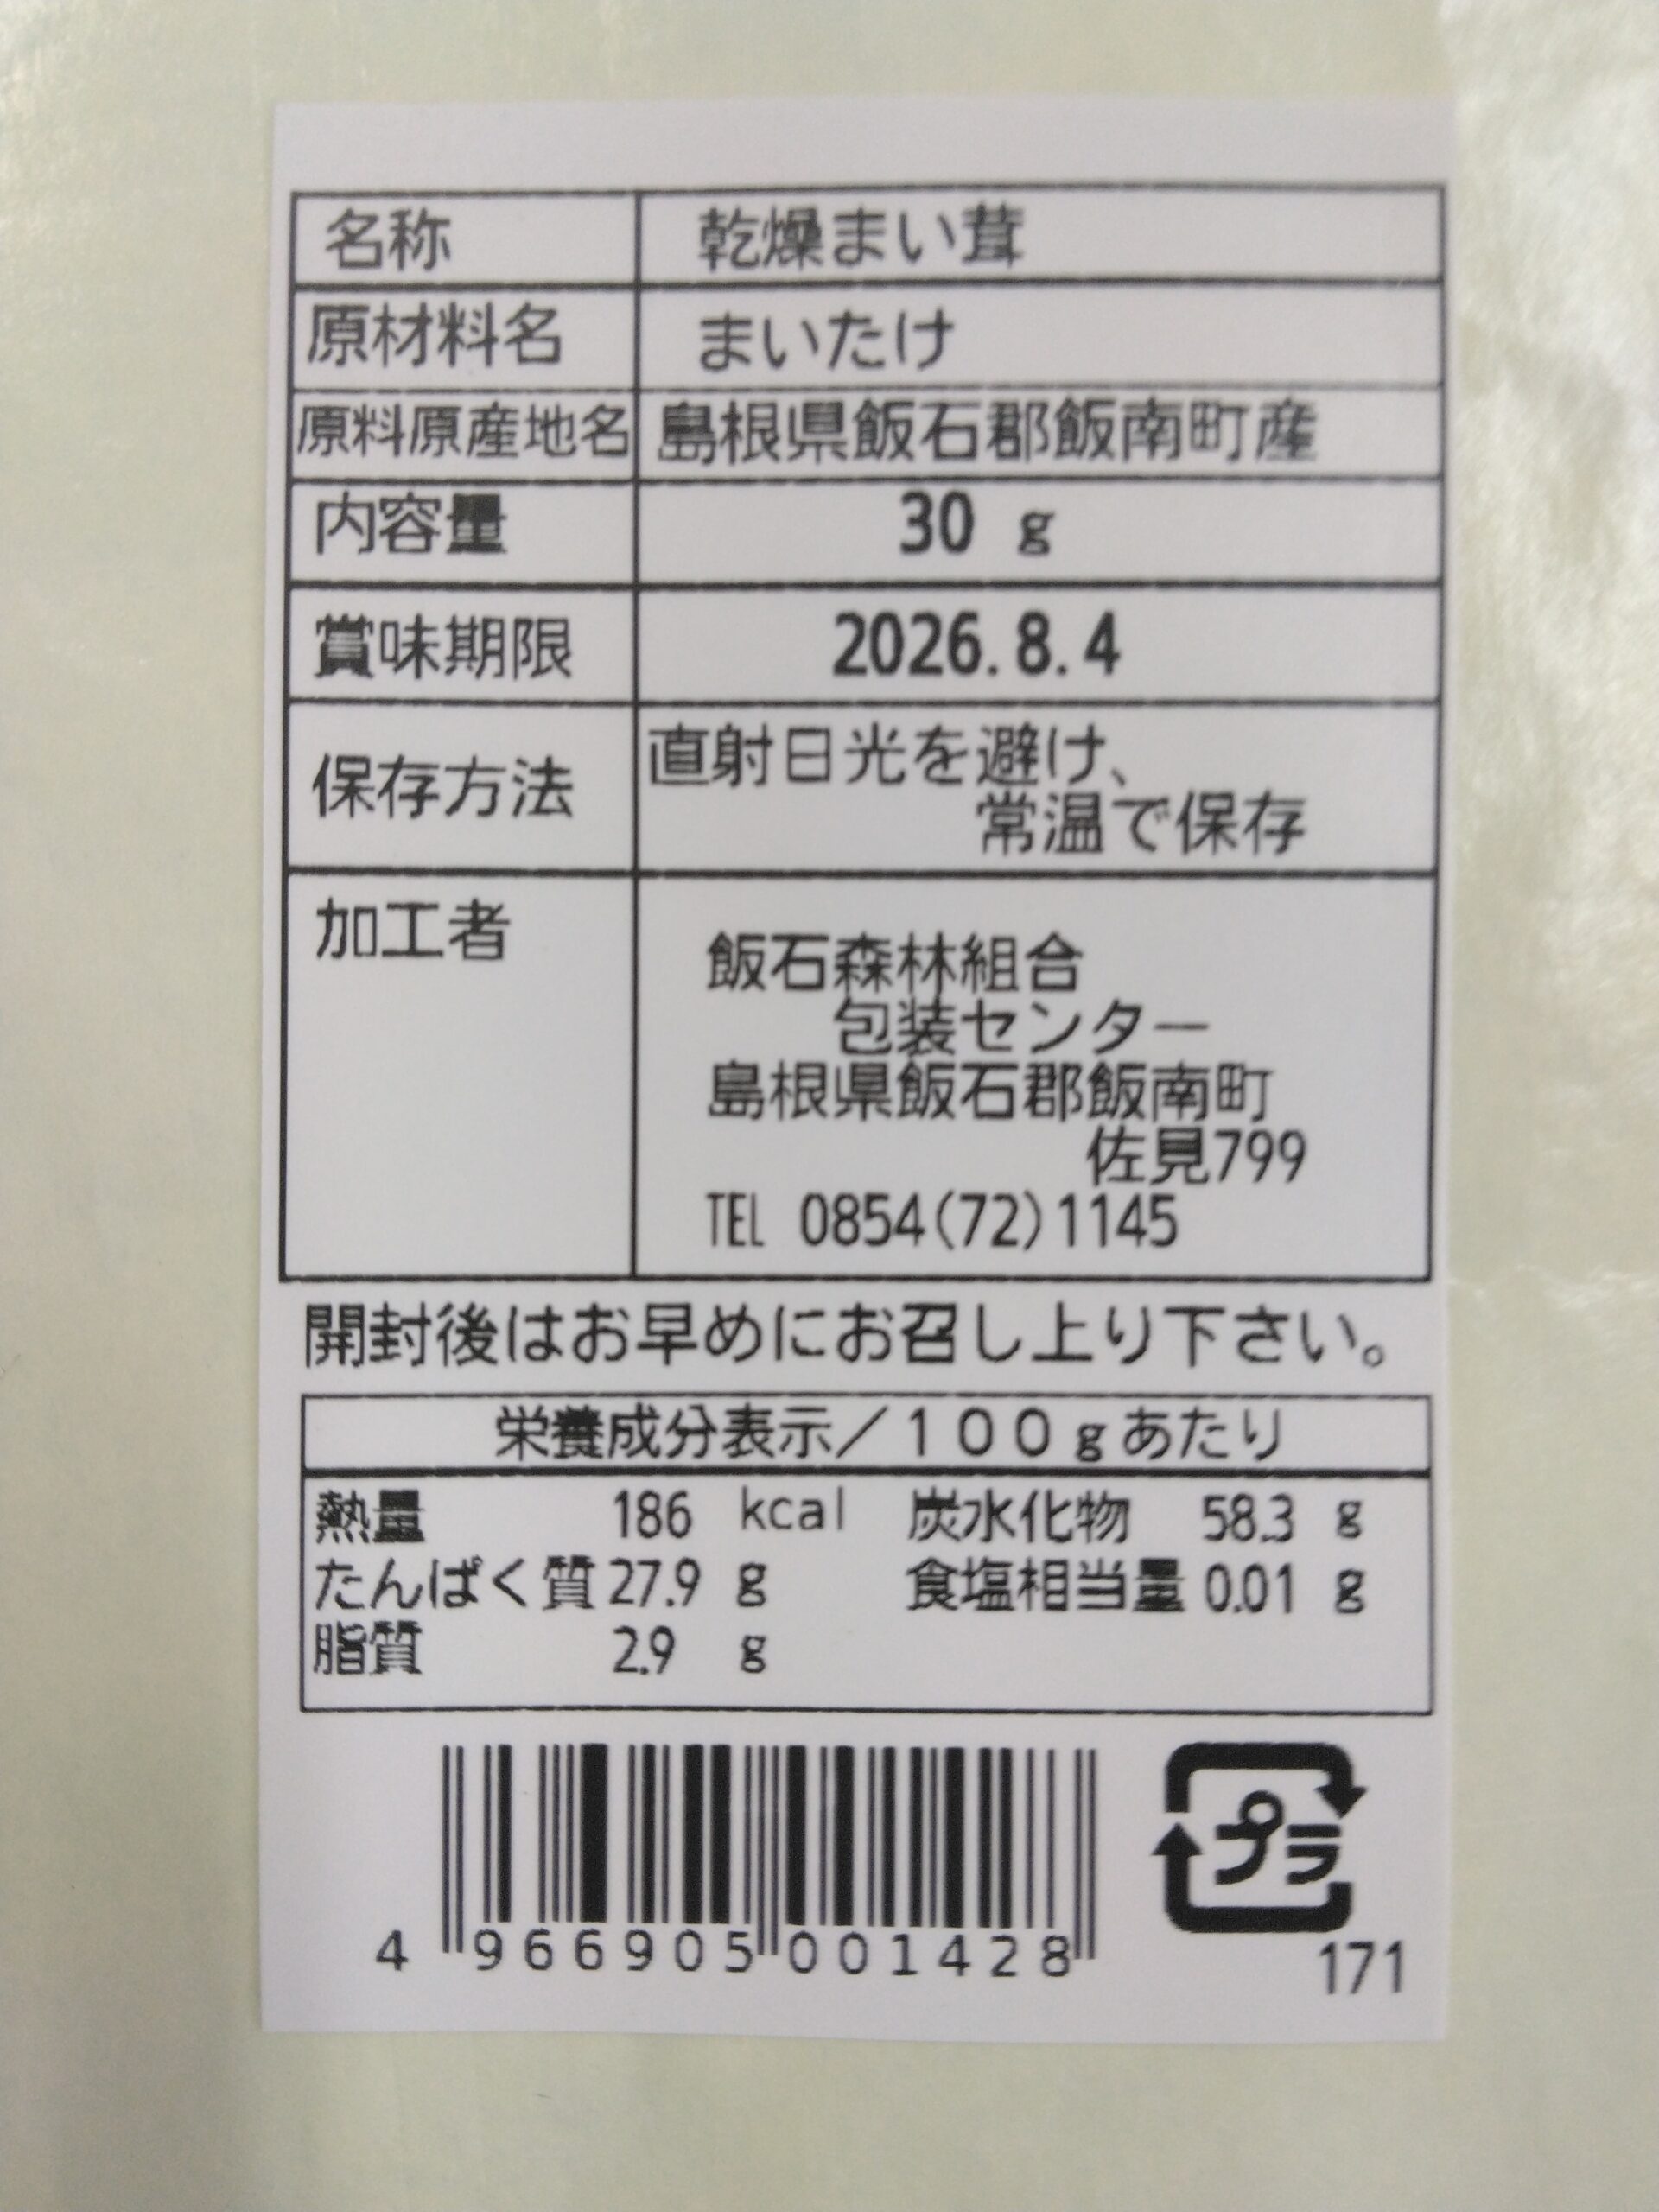 名称 乾燥まい茸
原材料名 まいたけ
原料原産地名 島根県飯石郡飯南町産
内容量 30 g
賞味期限 2026.8.4
保存方法 直射日光を避け、
常温で保存
加工者
飯石森林組合
包装センター
島根県飯石郡飯南町
佐見799
TEL 0854(72)1145
開封後はお早めにお召し上り下さい。
栄養成分表示/100gあたり
熱量 186 kcal 炭水化物 58.3 g
たんぱく質 27.9 g 食塩相当量 0.01 g
脂質 2.9 g
プラ
4 966905 001428
171